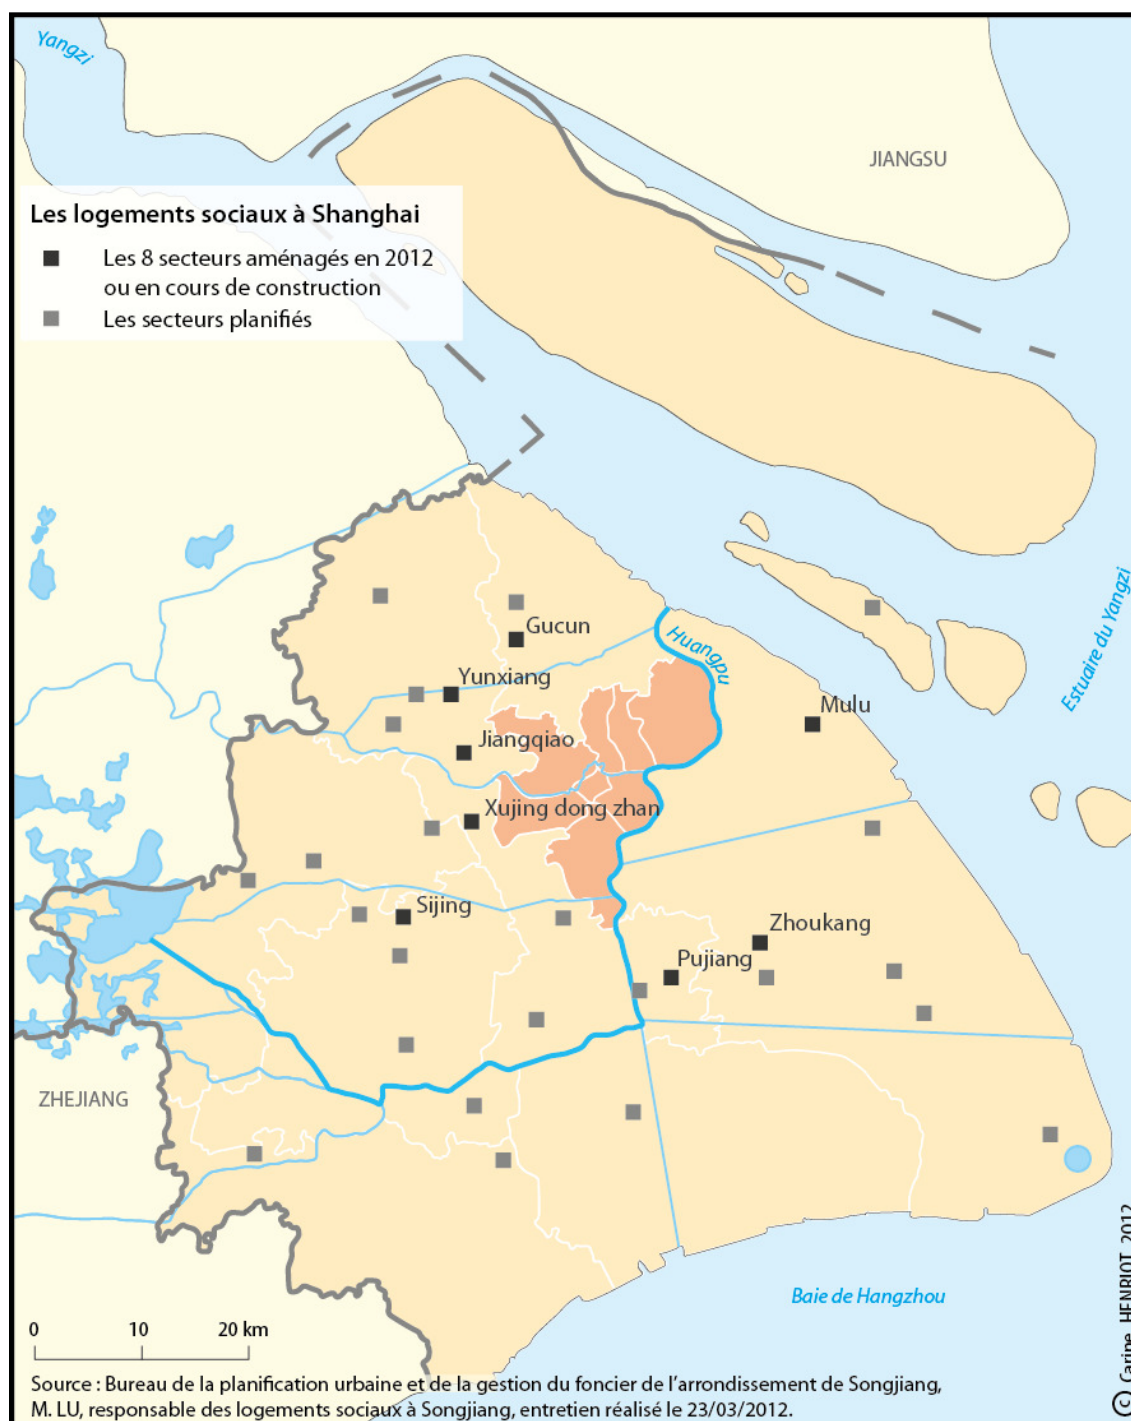 Yangzi
JIANGSU
Les logements sociaux à Shanghai
Les 8 secteurs aménagés en 2012
ou en cours de construction
Les secteurs planifiés
Estuaire du Yangzi
Gucun
Huangpu
Yunxiang
Mulu
Jiangqiao
Xujing dong zhan
Sijing
Zhoukang
Pujiang
ZHEJIANG
Baie de Hangzhou
0 10 20 km
Source : Bureau de la planification urbaine et de la gestion du foncier de l'arrondissement de Songjiang,
M. LU, responsable des logements sociaux à Songjiang, entretien réalisé le 23/03/2012.
© Carine HENRIOT 2012